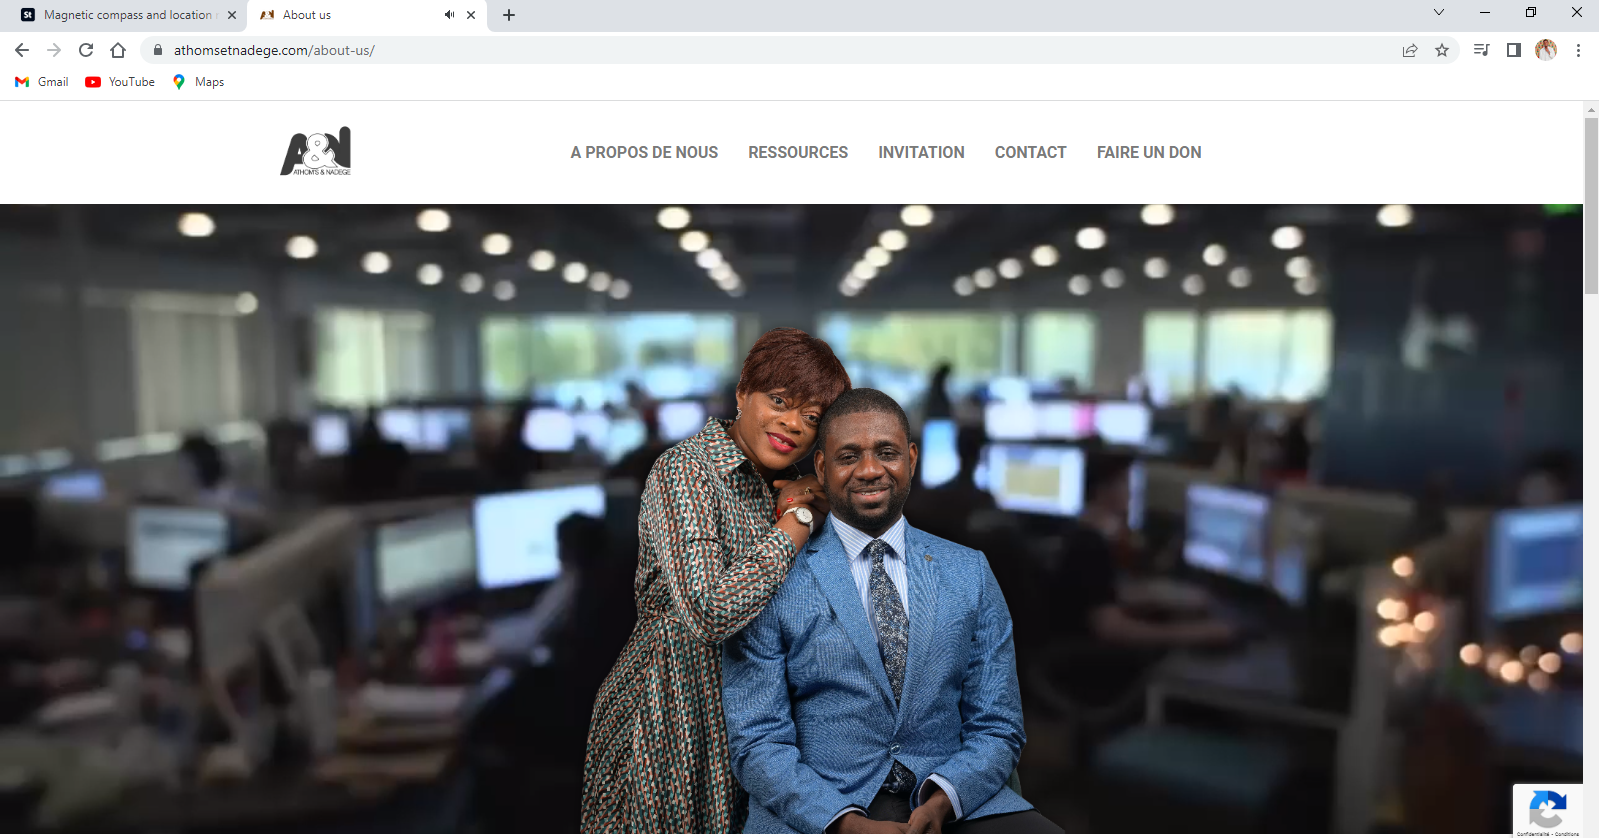 Magnetic compass and location
About us
athomsetnadege.com/about-us/
Gmail
YouTube
Maps
A&N
ATHOM'S & NADEGE
A PROPOS DE NOUS
RESSOURCES
INVITATION
CONTACT
FAIRE UN DON
Confidentialité - Conditions